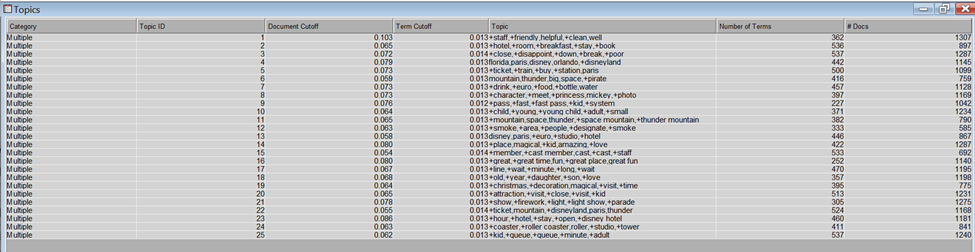 Topics
Category Topic ID Document Cutoff Term Cutoff Topic Number of Terms # Docs
Multiple 1 0.103 0.013 +staff,+friendly,helpful,+clean,well 362 1307
Multiple 2 0.065 0.013 +hotel,+room,+breakfast,+stay,+book 536 897
Multiple 3 0.072 0.014 +close,+disappoint,+down,+break,+poor 537 1287
Multiple 4 0.079 0.013 florida,paris,disney,orlando,+disneyland 442 1145
Multiple 5 0.073 0.013 +ticket,+train,+buy,+station,paris 500 1099
Multiple 6 0.059 0.013 mountain,thunder,big,space,+pirate 416 759
Multiple 7 0.073 0.013 +drink,+euro,+food,+bottle,water 457 1128
Multiple 8 0.073 0.013 +character,+meet,+princess,mickey,+photo 397 1169
Multiple 9 0.076 0.012 +pass,+fast,+fast pass,+kid,+system 227 1042
Multiple 10 0.064 0.013 +child,+young,+young child,+adult,+small 371 1234
Multiple 11 0.065 0.013 +mountain,space,thunder,+space mountain,+thunder mountain 382 790
Multiple 12 0.063 0.013 +smoke,+area,+people,+designate,+smoke 333 585
Multiple 13 0.058 0.013 disney,paris,+euro,+studio,+hotel 446 867
Multiple 14 0.080 0.013 +place,magical,+kid,amazing,+love 422 1287
Multiple 15 0.054 0.014 +member,+cast member,cast,+cast,+staff 533 692
Multiple 16 0.080 0.013 +great,+great time,fun,+great place,great fun 252 1140
Multiple 17 0.067 0.013 +line,+wait,+minute,+long,+wait 470 1195
Multiple 18 0.068 0.013 +old,+year,+daughter,+son,+love 357 1198
Multiple 19 0.064 0.013 +christmas,+decoration,magical,+visit,+time 395 775
Multiple 20 0.065 0.013 +attraction,+visit,+close,+visit,+kid 513 1231
Multiple 21 0.078 0.013 +show,+firework,+light,+light show,+parade 305 1275
Multiple 22 0.055 0.014 +ticket,mountain,+disneyland,paris,thunder 524 1168
Multiple 23 0.086 0.013 +hour,+hotel,+stay,+open,+disney hotel 460 1181
Multiple 24 0.063 0.013 +coaster,+roller coaster,roller,+studio,+tower 411 841
Multiple 25 0.062 0.013 +kid,+queue,+queue,+minute,+adult 537 1240